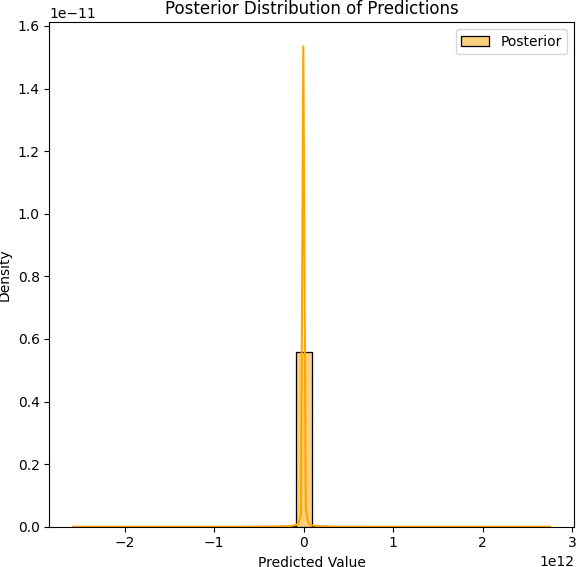 Posterior Distribution of Predictions
1e−11
Posterior
1.6
1.4
1.2
1.0
0.8
0.6
0.4
0.2
0.0
Density
−2
−1
0
1
2
3
1e12
Predicted Value